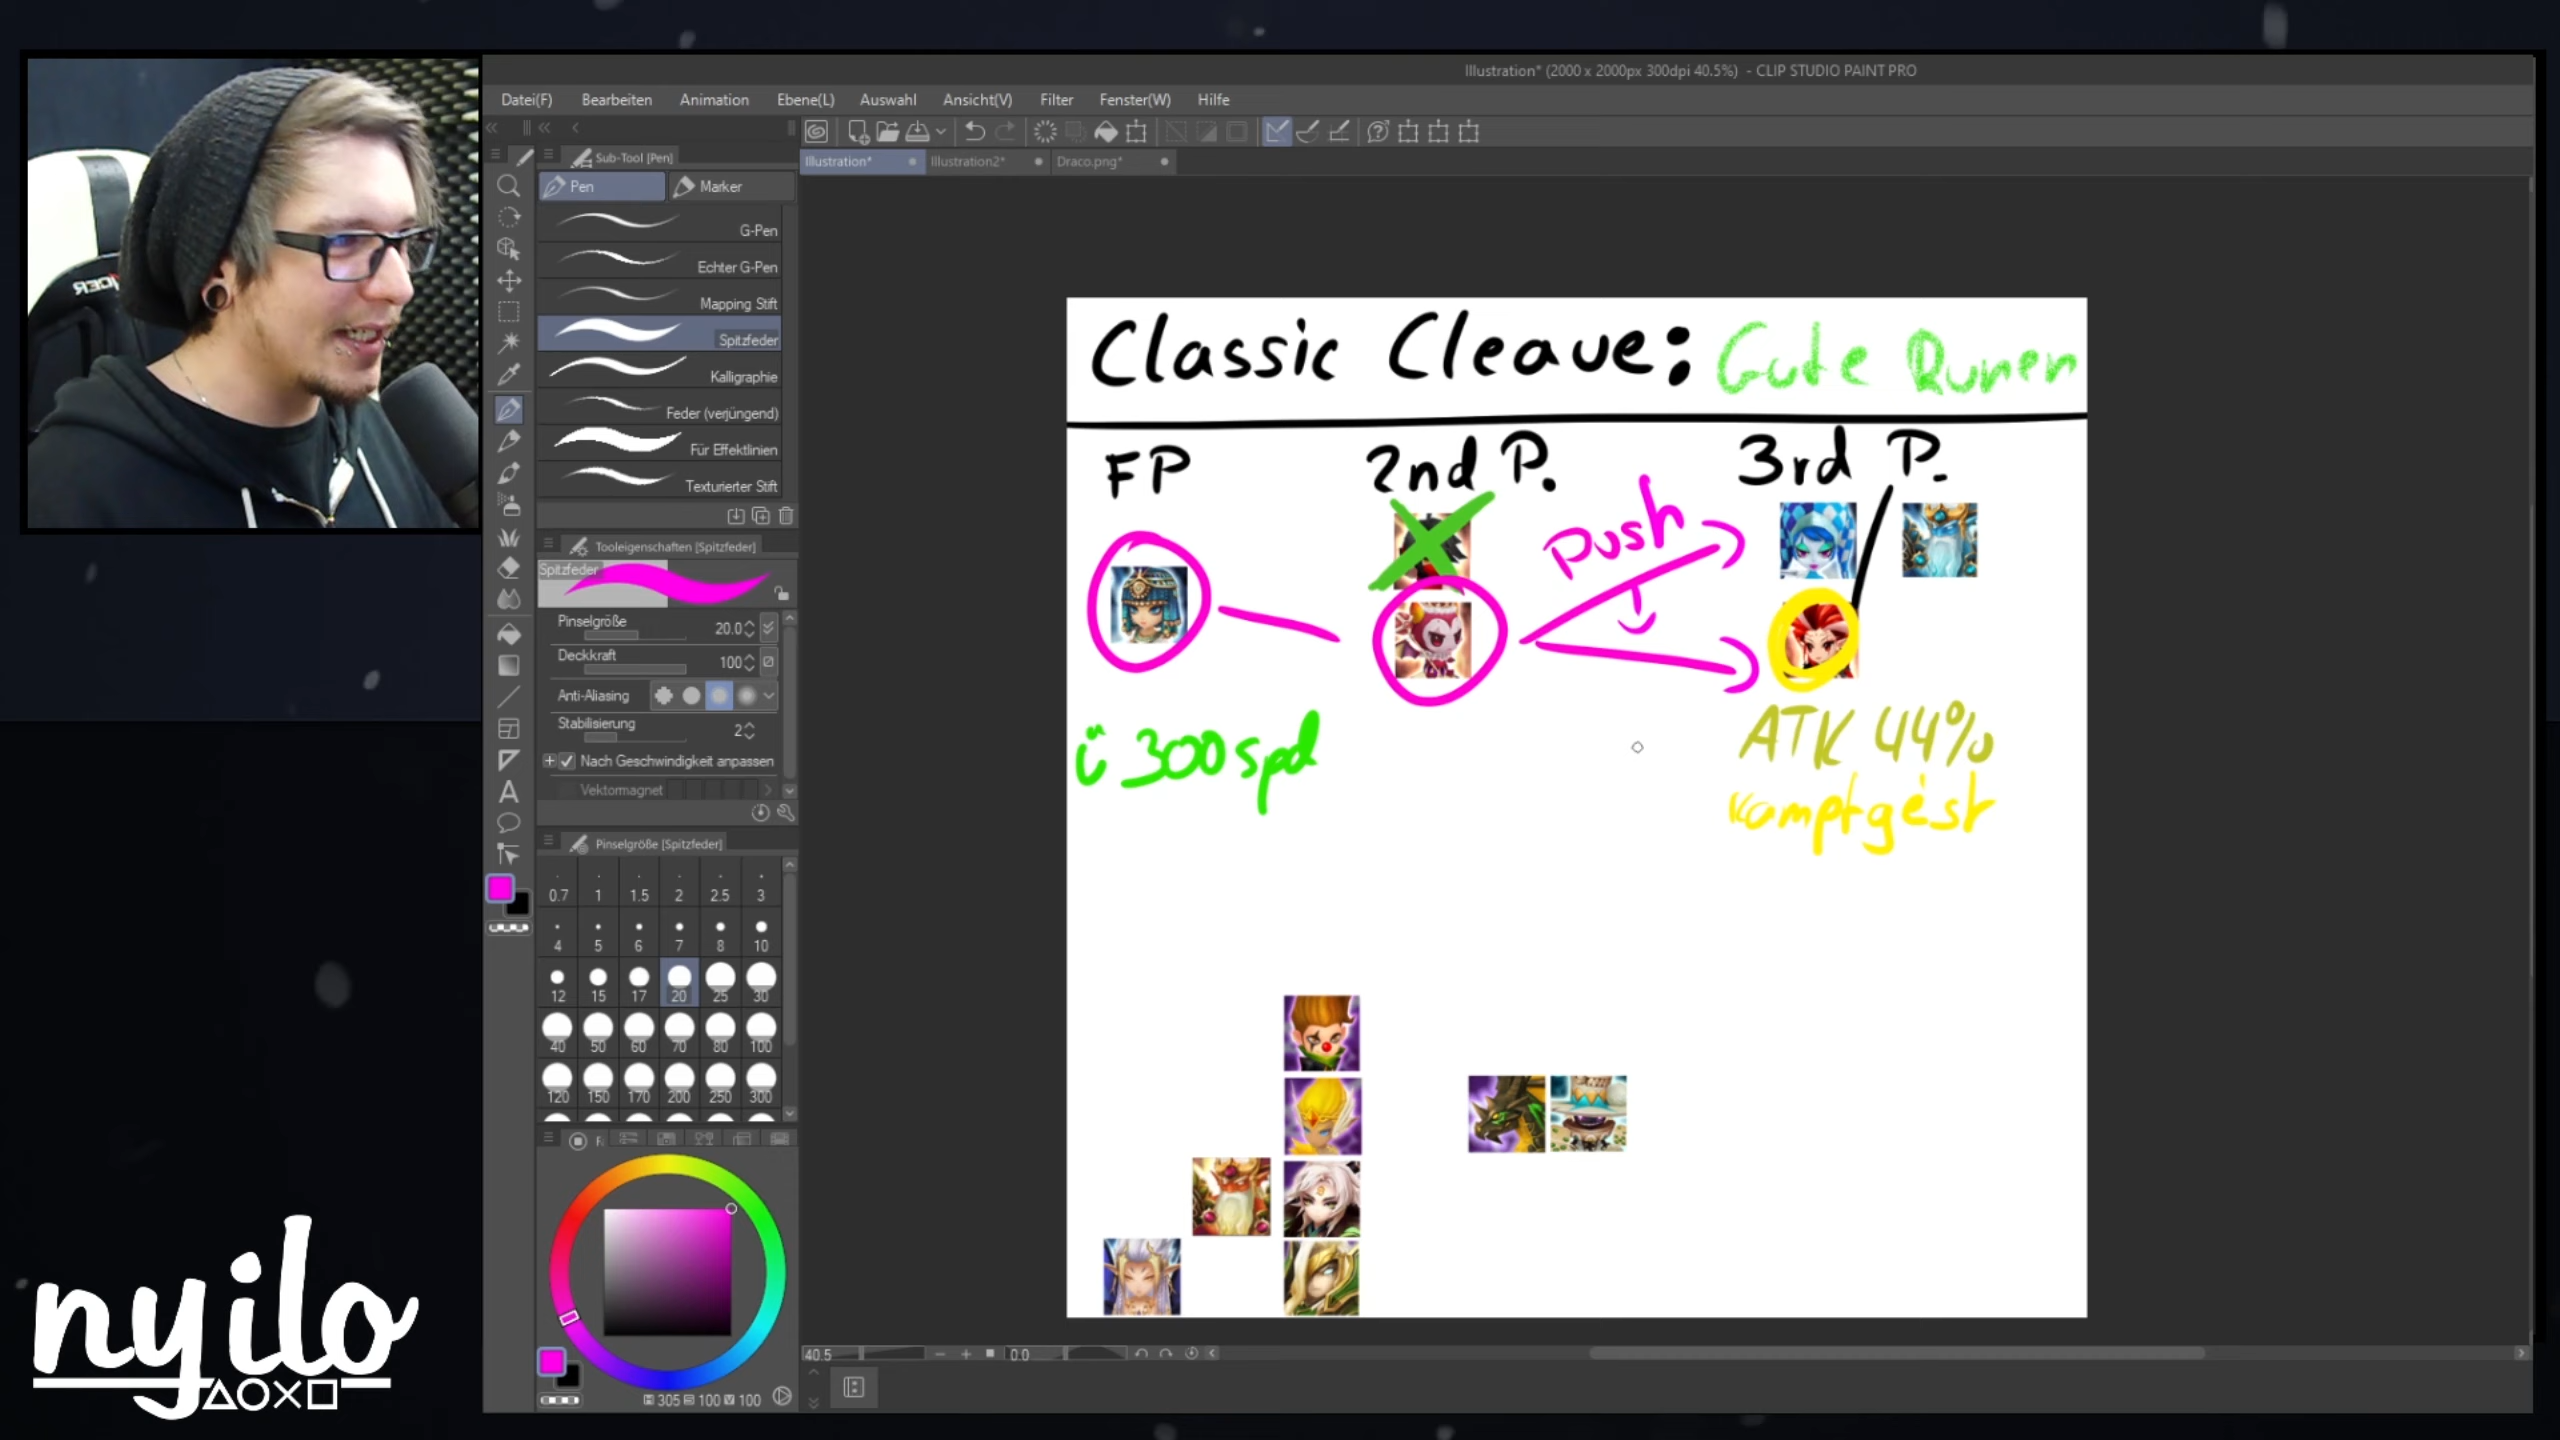 Illustration* (2000 x 2000px 300dpi 40.5%) - CLIP STUDIO PAINT PRO
Datei(F) Bearbeiten Animation Ebene(L) Auswahl Ansicht(V) Filter Fenster(W) Hilfe
Sub-Tool [Pen]
Illustration* Illustration2* Draco.png*
Pen Marker
G-Pen
Echter G-Pen
Mapping Stift
Spitzfeder
Kalligraphie
Feder (verjüngend)
Für Effektlinien
Texturierter Stift
Tooleigenschaften [Spitzfeder]
Spitzfeder
Pinselgröße 20.0
Deckkraft 100
Anti-Aliasing
Stabilisierung
2
Nach Geschwindigkeit anpassen
Vektormagnet
Pinselgröße [Spitzfeder]
0.7 1 1.5 2 2.5 3
4 5 6 7 8 10
12 15 17 20 25 30
40 50 60 70 80 100
120 150 170 200 250 300
305 100 100
40.5 0.0
Classic Cleave: Gute Runen
FP 2nd P. 3rd P.
Push
ü 300 spd
ATK 44%
kampfgeist
nyilo